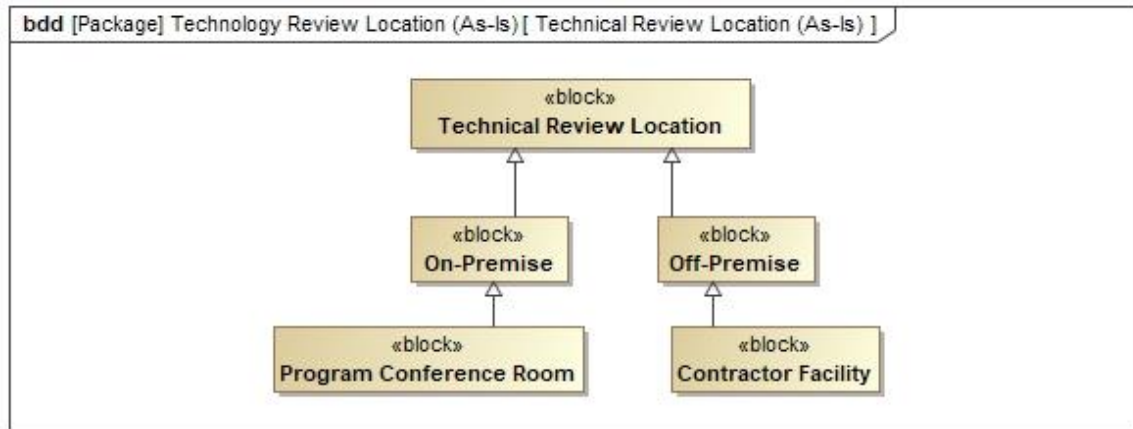 bdd [Package] Technology Review Location (As-Is) [ Technical Review Location (As-Is) ]
«block»
Technical Review Location
«block»
On-Premise
«block»
Off-Premise
«block»
Program Conference Room
«block»
Contractor Facility